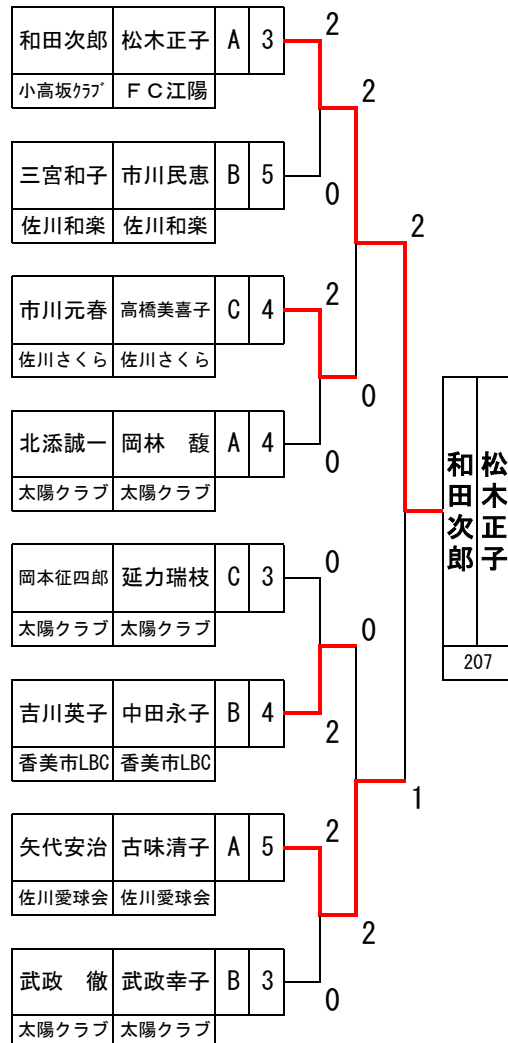 和田次郎 松木正子 A 3
小高坂ｸﾗﾌﾞ ＦＣ江陽
2
2
三宮和子 市川民恵 B 5
佐川和楽 佐川和楽
0
2
市川元春 高橋美喜子 C 4
佐川さくら 佐川さくら
2
0
北添誠一 岡林　馥 A 4
太陽クラブ 太陽クラブ
0
和田次郎
松木正子
207
岡本征四郎 延力瑞枝 C 3
太陽クラブ 太陽クラブ
0
0
吉川英子 中田永子 B 4
香美市LBC 香美市LBC
2
1
矢代安治 古味清子 A 5
佐川愛球会 佐川愛球会
2
2
武政　徹 武政幸子 B 3
太陽クラブ 太陽クラブ
0